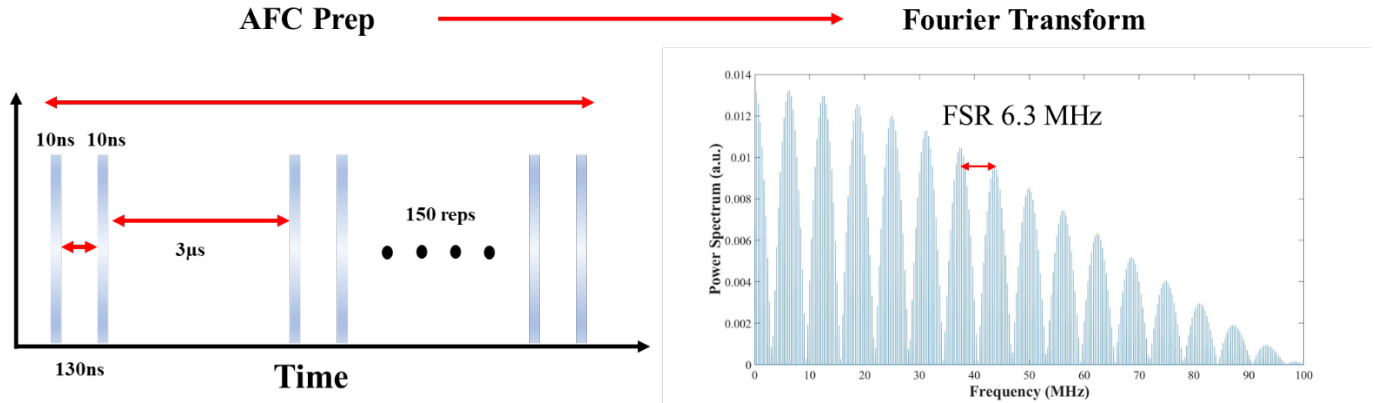 AFC Prep
Fourier Transform
10ns 10ns
3μs
150 reps
130ns
Time
0.014
0.012
0.01
0.008
0.006
0.004
0.002
0
Power Spectrum (a.u.)
FSR 6.3 MHz
0 10 20 30 40 50 60 70 80 90 100
Frequency (MHz)